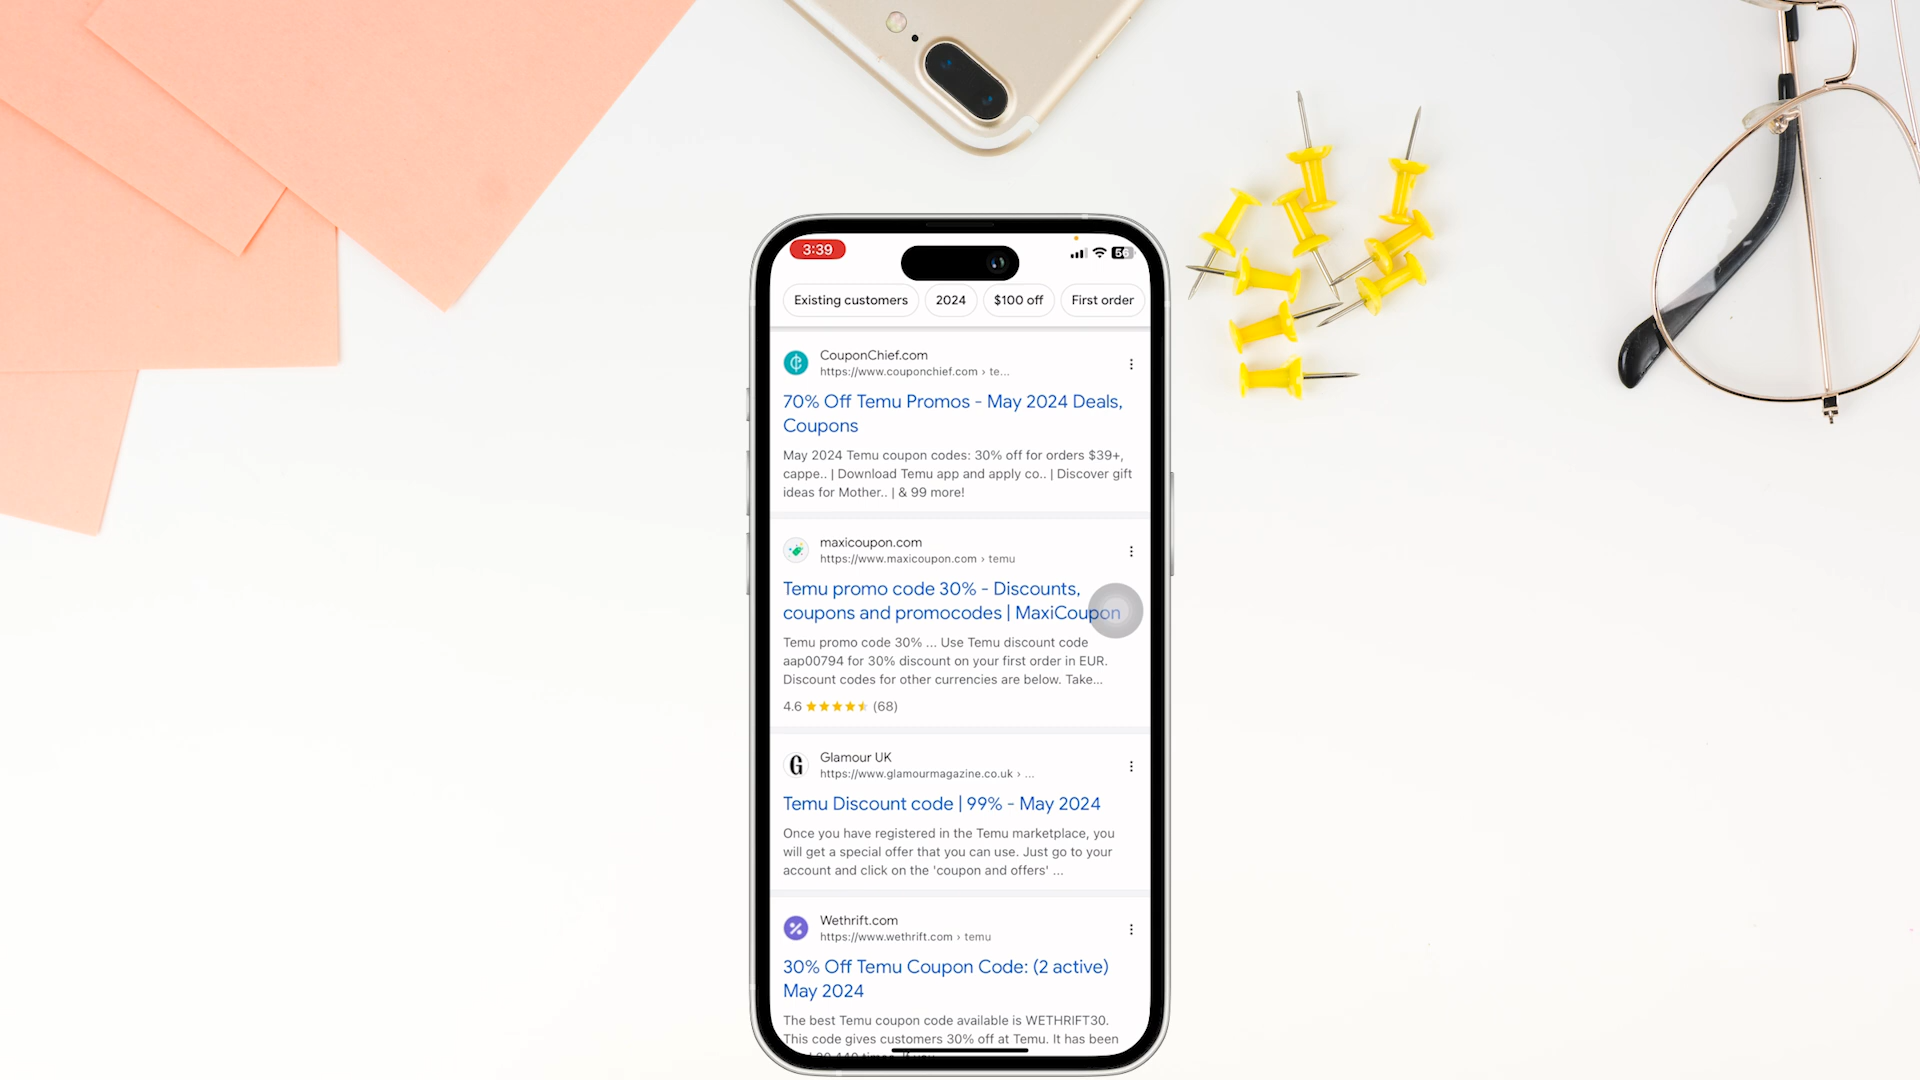 3:39
56
Existing customers
2024
$100 off
First order
CouponChief.com
https://www.couponchief.com › te...
70% Off Temu Promos - May 2024 Deals,
Coupons
May 2024 Temu coupon codes: 30% off for orders $39+,
cappe.. | Download Temu app and apply co.. | Discover gift
ideas for Mother.. | & 99 more!
maxicoupon.com
https://www.maxicoupon.com › temu
Temu promo code 30% - Discounts,
coupons and promocodes | MaxiCoupon
Temu promo code 30% ... Use Temu discount code
aap00794 for 30% discount on your first order in EUR.
Discount codes for other currencies are below. Take...
4.6 (68)
G
Glamour UK
https://www.glamourmagazine.co.uk › ...
Temu Discount code | 99% - May 2024
Once you have registered in the Temu marketplace, you
will get a special offer that you can use. Just go to your
account and click on the 'coupon and offers' ...
%
Wethrift.com
https://www.wethrift.com › temu
30% Off Temu Coupon Code: (2 active)
May 2024
The best Temu coupon code available is WETHRIFT30.
This code gives customers 30% off at Temu. It has been